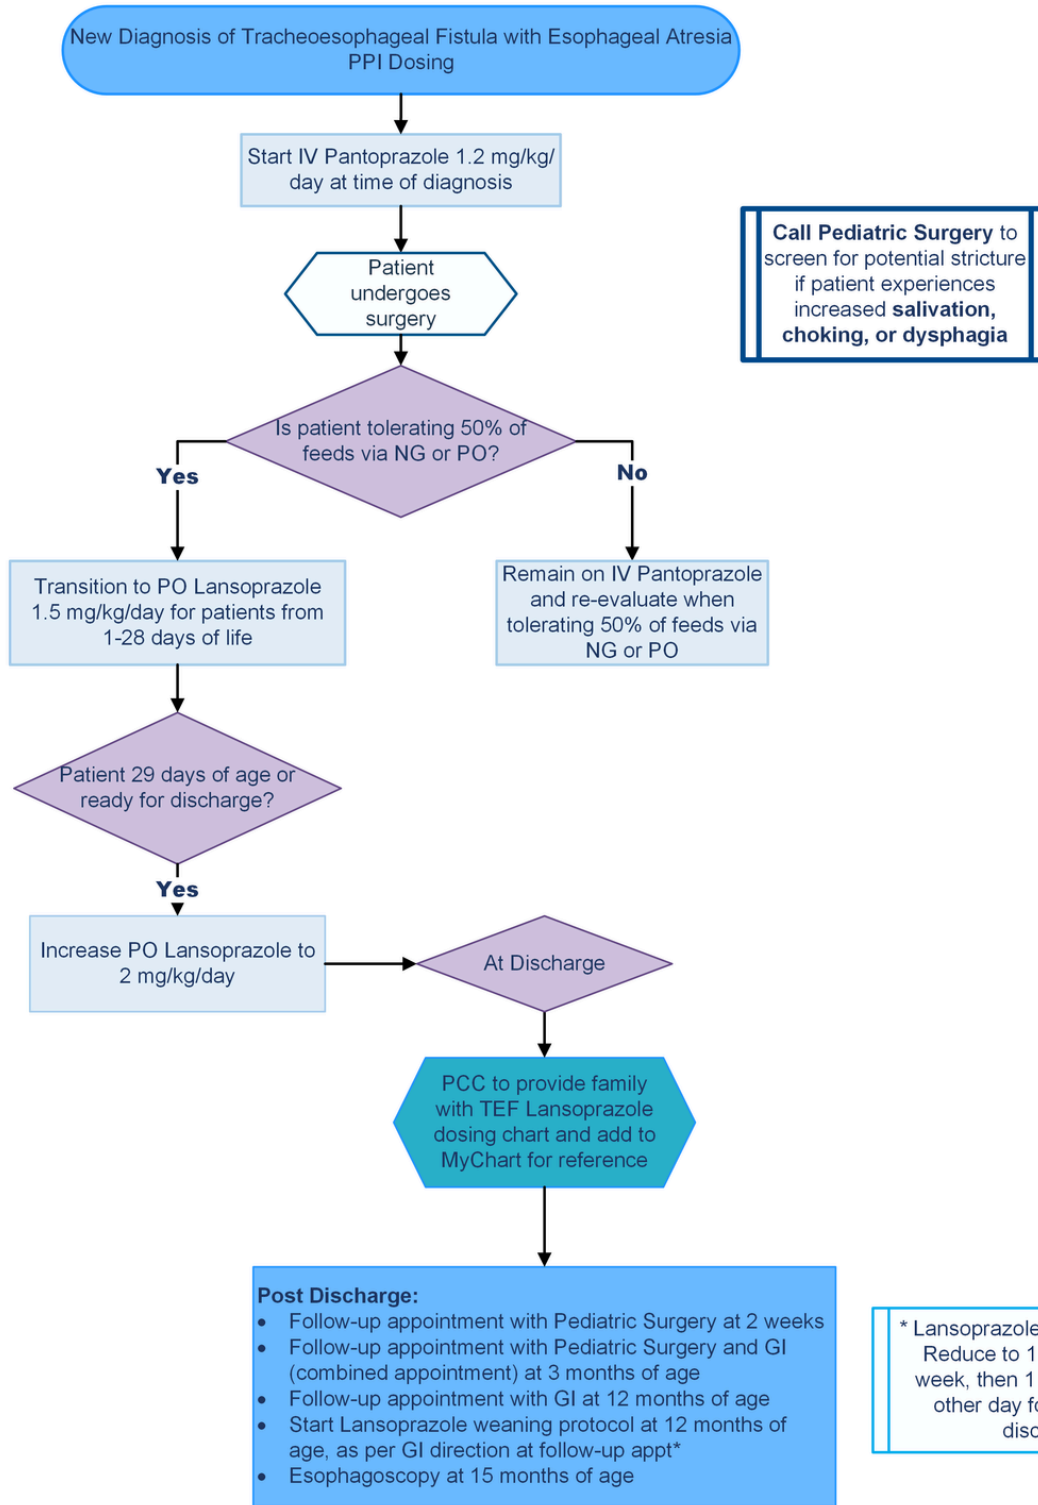 New Diagnosis of Tracheoesophageal Fistula with Esophageal Atresia
PPI Dosing
Start IV Pantoprazole 1.2 mg/kg/
day at time of diagnosis
Call Pediatric Surgery to
screen for potential stricture
if patient experiences
increased salivation,
choking, or dysphagia
Patient
undergoes
surgery
Is patient tolerating 50% of
feeds via NG or PO?
Yes
No
Transition to PO Lansoprazole
1.5 mg/kg/day for patients from
1-28 days of life
Remain on IV Pantoprazole
and re-evaluate when
tolerating 50% of feeds via
NG or PO
Patient 29 days of age or
ready for discharge?
Yes
Increase PO Lansoprazole to
2 mg/kg/day
At Discharge
PCC to provide family
with TEF Lansoprazole
dosing chart and add to
MyChart for reference
Post Discharge:
• Follow-up appointment with Pediatric Surgery at 2 weeks
• Follow-up appointment with Pediatric Surgery and GI
(combined appointment) at 3 months of age
• Follow-up appointment with GI at 12 months of age
• Start Lansoprazole weaning protocol at 12 months of
age, as per GI direction at follow-up appt*
• Esophagoscopy at 15 months of age
* Lansoprazole
Reduce to 1
week, then 1
other day